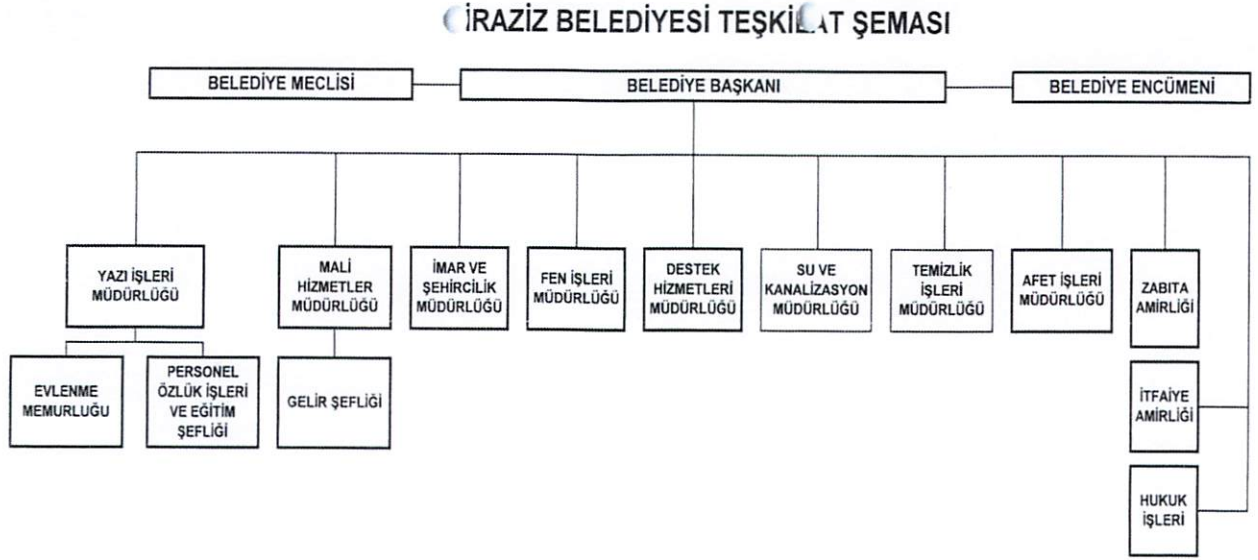 İRAZİZ BELEDİYESİ TEŞKİLAT ŞEMASI
BELEDİYE MECLİSİ
BELEDİYE BAŞKANI
BELEDİYE ENCÜMENİ
YAZI İŞLERİ
MÜDÜRLÜĞÜ
MALİ
HİZMETLER
MÜDÜRLÜĞÜ
İMAR VE
ŞEHİRCİLİK
MÜDÜRLÜĞÜ
FEN İŞLERİ
MÜDÜRLÜĞÜ
DESTEK
HİZMETLERİ
MÜDÜRLÜĞÜ
SU VE
KANALİZASYON
MÜDÜRLÜĞÜ
TEMİZLİK
İŞLERİ
MÜDÜRLÜĞÜ
AFET İŞLERİ
MÜDÜRLÜĞÜ
ZABITA
AMİRLİĞİ
EVLENME
MEMURLUĞU
PERSONEL
ÖZLÜK İŞLERİ
VE EĞİTİM
ŞEFLİĞİ
GELİR ŞEFLİĞİ
İTFAİYE
AMİRLİĞİ
HUKUK
İŞLERİ